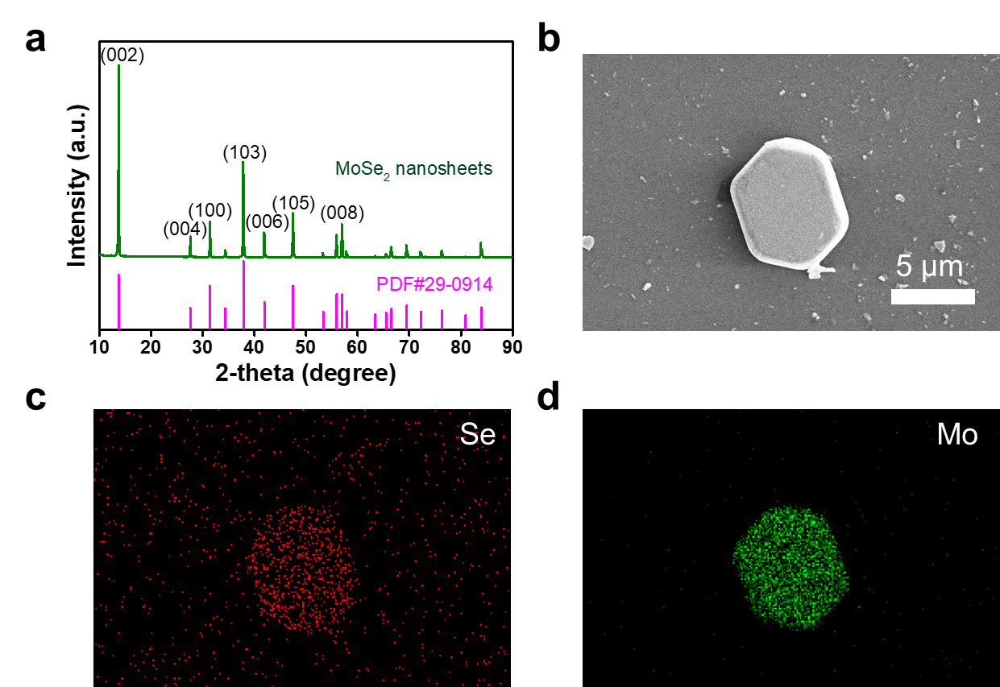 a
b
(002)
(103)
MoSe₂ nanosheets
(004)
(100)
(006)
(105)
(008)
PDF#29-0914
Intensity (a.u.)
10 20 30 40 50 60 70 80 90
2-theta (degree)
5 μm
c
d
Se
Mo